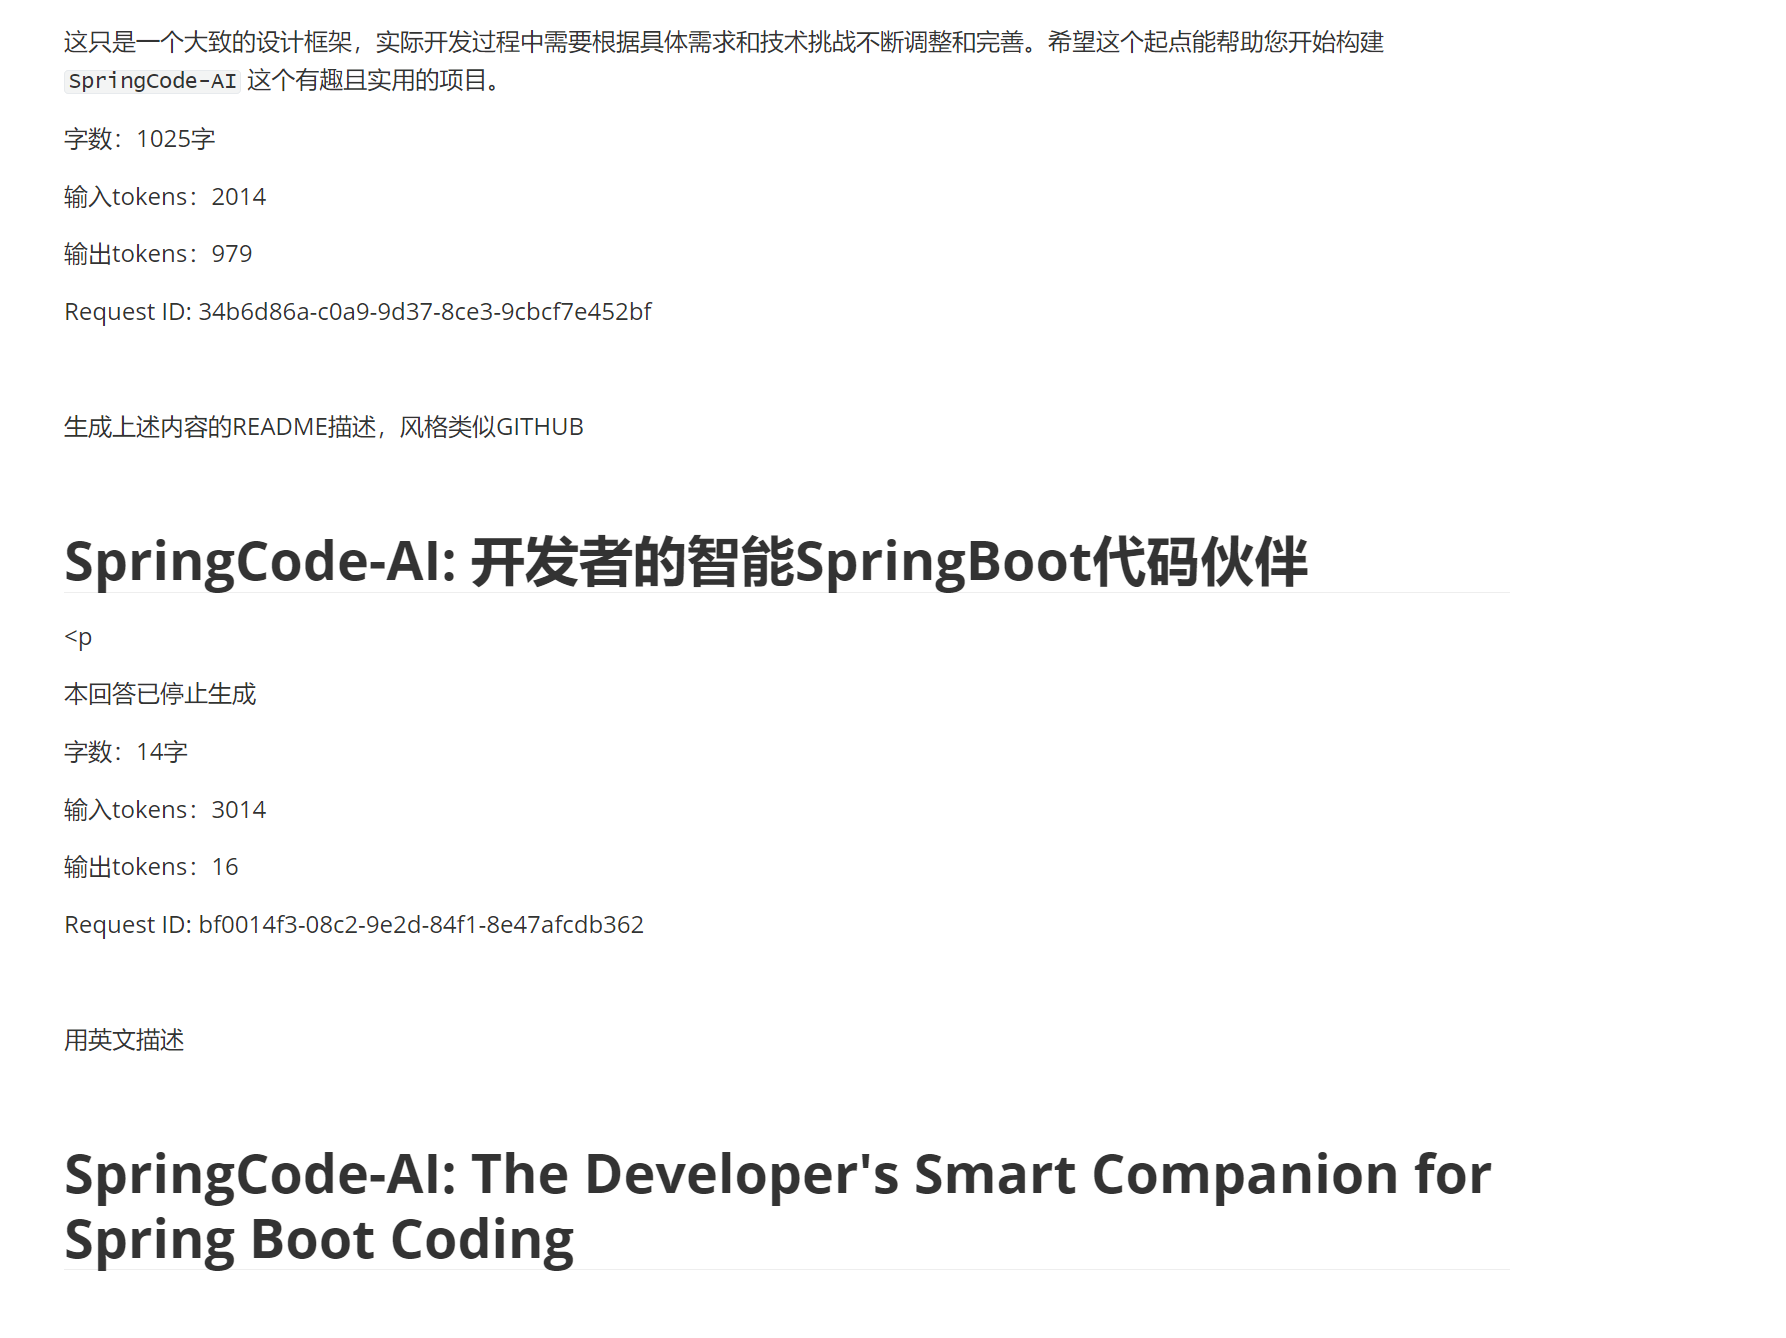 这只是一个大致的设计框架，实际开发过程中需要根据具体需求和技术挑战不断调整和完善。希望这个起点能帮助您开始构建
SpringCode-AI 这个有趣且实用的项目。
字数：1025字
输入tokens：2014
输出tokens：979
Request ID: 34b6d86a-c0a9-9d37-8ce3-9cbcf7e452bf
生成上述内容的README描述，风格类似GITHUB
SpringCode-AI: 开发者的智能SpringBoot代码伙伴
<p
本回答已停止生成
字数：14字
输入tokens：3014
输出tokens：16
Request ID: bf0014f3-08c2-9e2d-84f1-8e47afcdb362
用英文描述
SpringCode-AI: The Developer's Smart Companion for
Spring Boot Coding